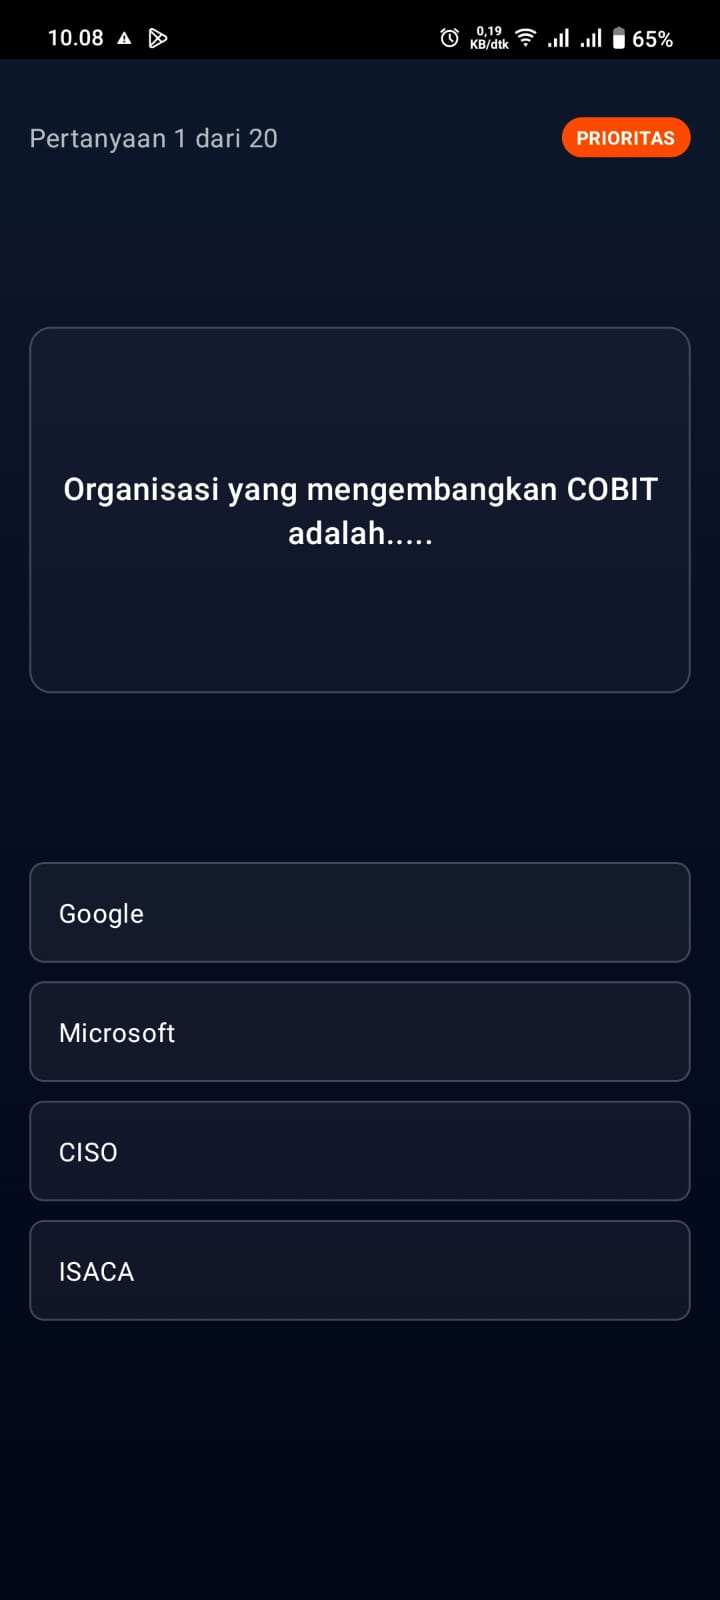 10.08
0,19
KB/dtk
65%
Pertanyaan 1 dari 20
PRIORITAS
Organisasi yang mengembangkan COBIT
adalah.....
Google
Microsoft
CISO
ISACA